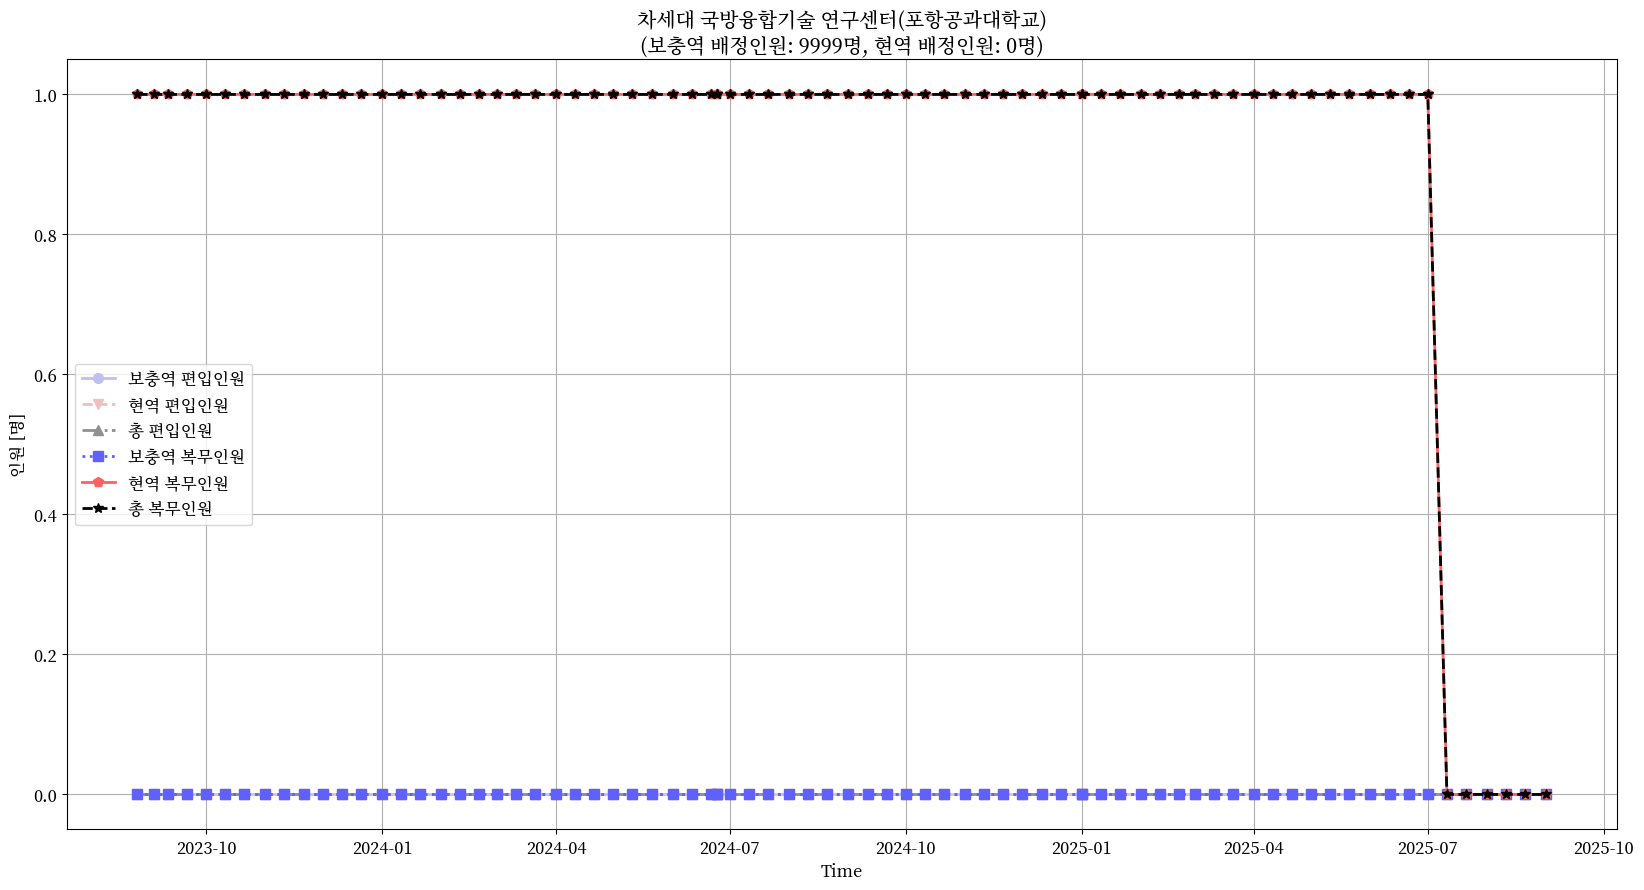 차세대 국방융합기술 연구센터(포항공과대학교)
(보충역 배정인원: 9999명, 현역 배정인원: 0명)
1.0
0.8
0.6
0.4
0.2
0.0
인원 [명]
보충역 편입인원
현역 편입인원
총 편입인원
보충역 복무인원
현역 복무인원
총 복무인원
2023-10
2024-01
2024-04
2024-07
2024-10
2025-01
2025-04
2025-07
2025-10
Time